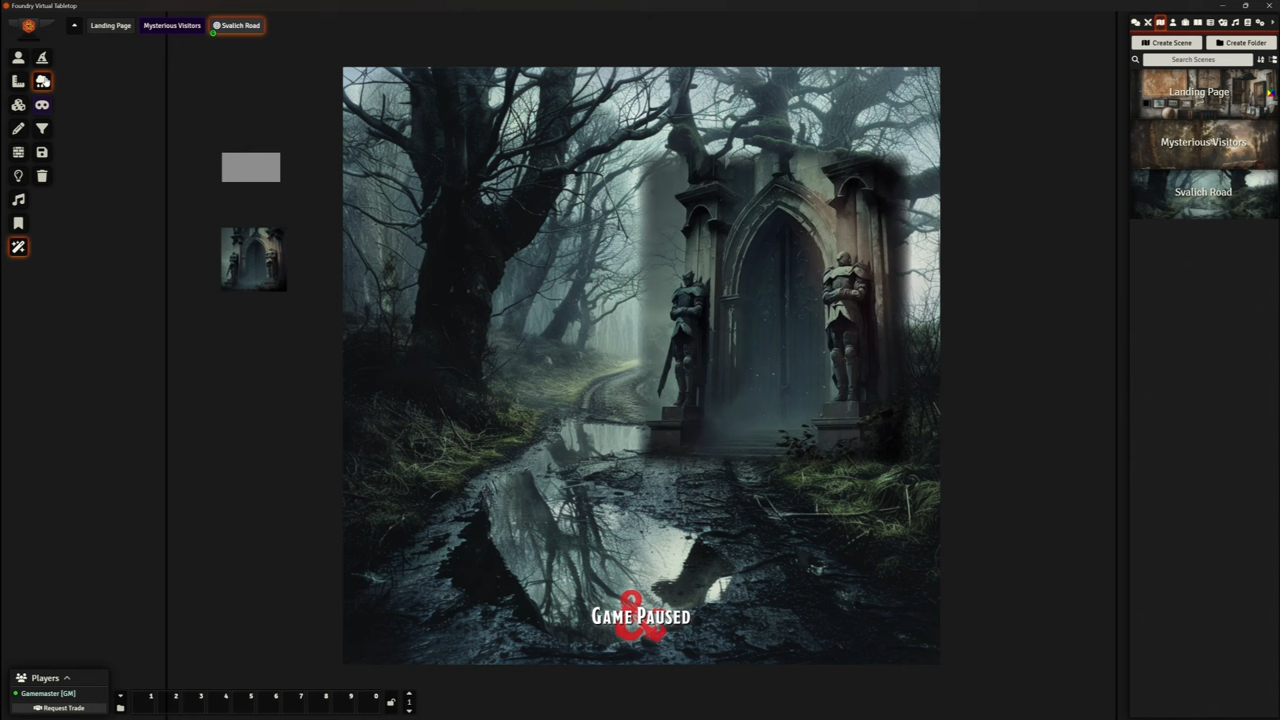 Foundry Virtual Tabletop
Landing Page
Mysterious Visitors
Svalich Road
G
Create Scene
Create Folder
Search Scenes
Landing Page
Mysterious Visitors
Svalich Road
Game Paused
&
Players
Gamemaster [GM]
Request Trade
1 2 3 4 5 6 7 8 9 0
1